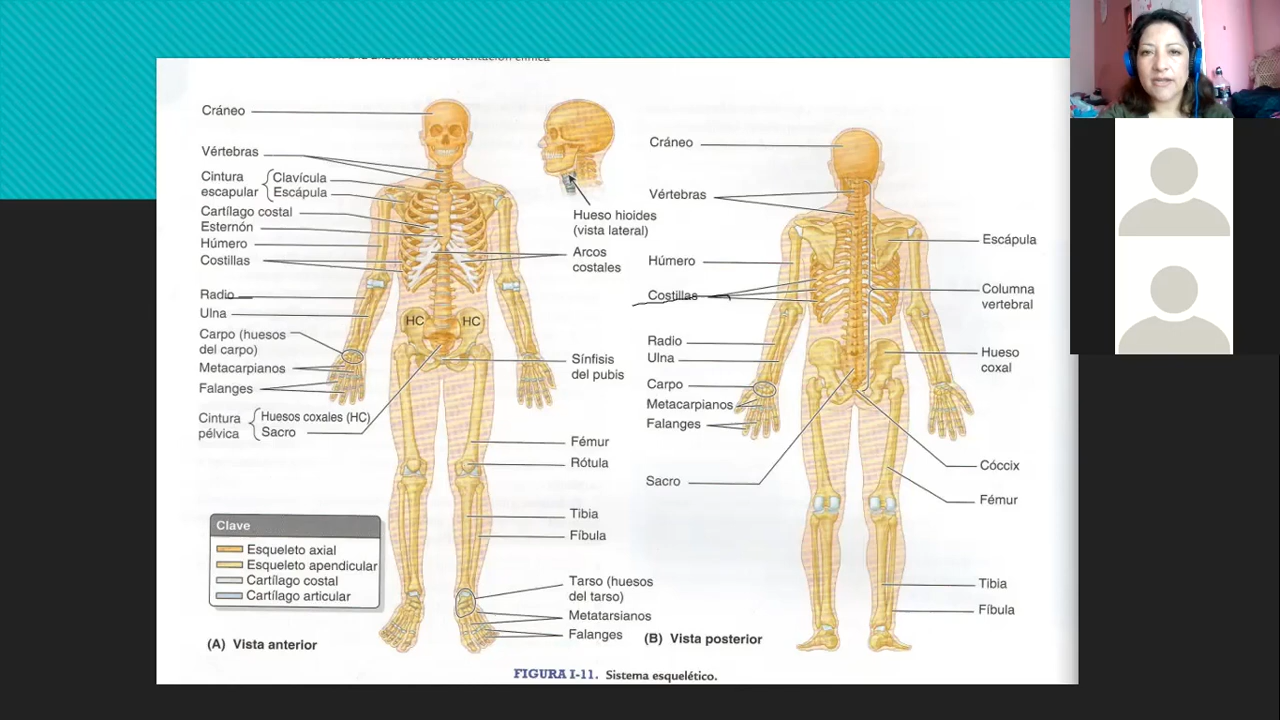 Anatomía con orientación clínica
Cráneo
Vértebras
Cintura
escapular
Clavícula
Escápula
Cartílago costal
Esternón
Húmero
Costillas
Radio
Ulna
Carpo (huesos
del carpo)
Metacarpianos
Falanges
Cintura
pélvica
Huesos coxales (HC)
Sacro
HC
HC
Hueso hioides
(vista lateral)
Arcos
costales
Sínfisis
del pubis
Fémur
Rótula
Tibia
Fíbula
Tarso (huesos
del tarso)
Metatarsianos
Falanges
Clave
Esqueleto axial
Esqueleto apendicular
Cartílago costal
Cartílago articular
(A) Vista anterior
Cráneo
Vértebras
Húmero
Costillas
Radio
Ulna
Carpo
Metacarpianos
Falanges
Sacro
Escápula
Columna
vertebral
Hueso
coxal
Cóccix
Fémur
Tibia
Fíbula
(B) Vista posterior
FIGURA I-11. Sistema esquelético.